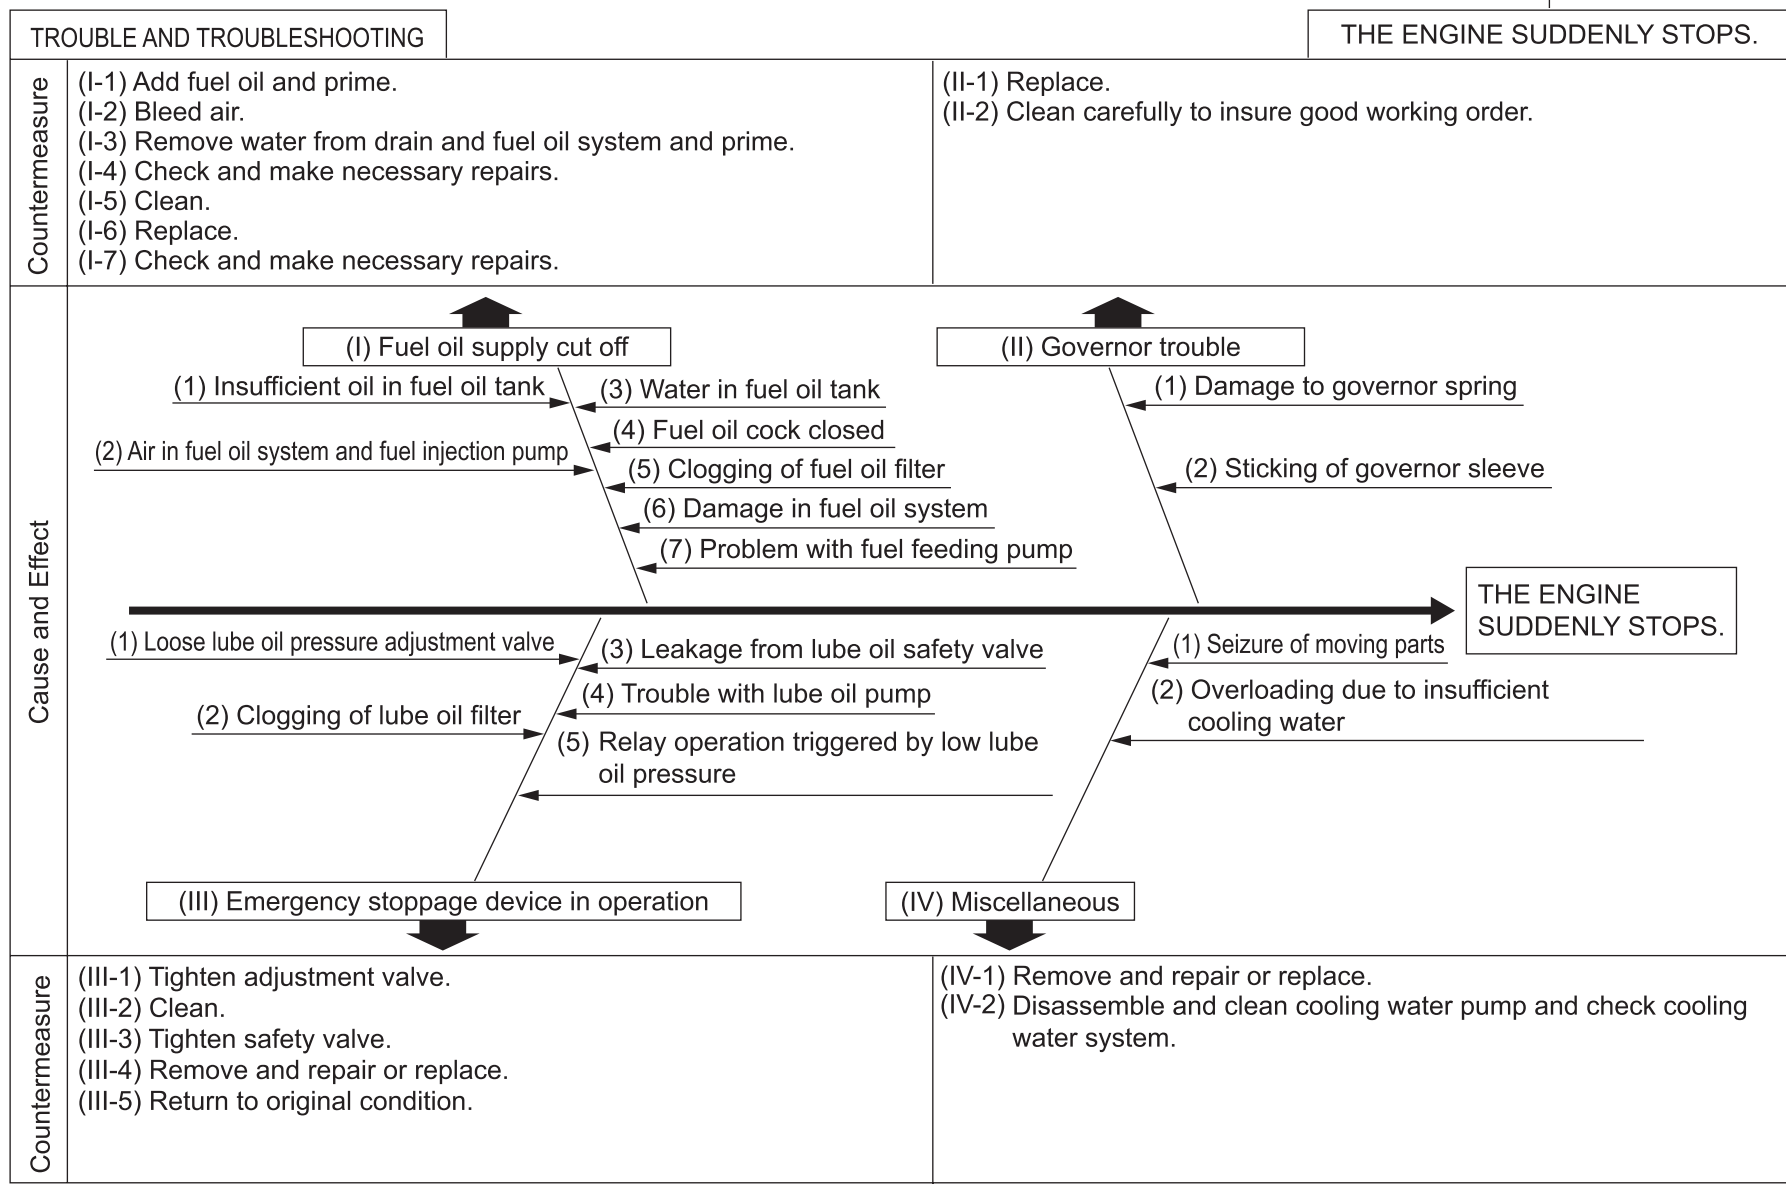 TROUBLE AND TROUBLESHOOTING
THE ENGINE SUDDENLY STOPS.
Countermeasure
(I-1) Add fuel oil and prime.
(I-2) Bleed air.
(I-3) Remove water from drain and fuel oil system and prime.
(I-4) Check and make necessary repairs.
(I-5) Clean.
(I-6) Replace.
(I-7) Check and make necessary repairs.
(II-1) Replace.
(II-2) Clean carefully to insure good working order.
Cause and Effect
(I) Fuel oil supply cut off
(1) Insufficient oil in fuel oil tank
(2) Air in fuel oil system and fuel injection pump
(3) Water in fuel oil tank
(4) Fuel oil cock closed
(5) Clogging of fuel oil filter
(6) Damage in fuel oil system
(7) Problem with fuel feeding pump
(II) Governor trouble
(1) Damage to governor spring
(2) Sticking of governor sleeve
THE ENGINE
SUDDENLY STOPS.
(1) Loose lube oil pressure adjustment valve
(2) Clogging of lube oil filter
(3) Leakage from lube oil safety valve
(4) Trouble with lube oil pump
(5) Relay operation triggered by low lube
oil pressure
(III) Emergency stoppage device in operation
(1) Seizure of moving parts
(2) Overloading due to insufficient
cooling water
(IV) Miscellaneous
Countermeasure
(III-1) Tighten adjustment valve.
(III-2) Clean.
(III-3) Tighten safety valve.
(III-4) Remove and repair or replace.
(III-5) Return to original condition.
(IV-1) Remove and repair or replace.
(IV-2) Disassemble and clean cooling water pump and check cooling
water system.